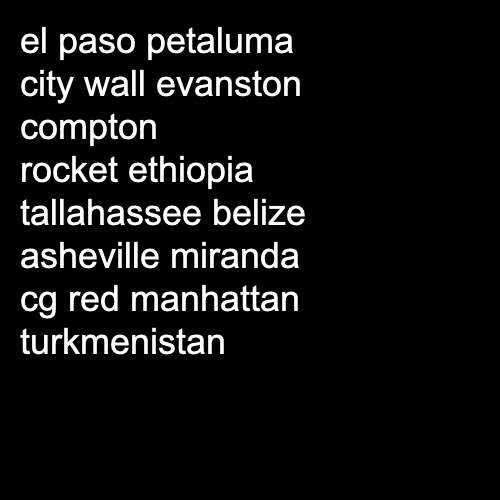 el paso petaluma
city wall evanston
compton
rocket ethiopia
tallahassee belize
asheville miranda
cg red manhattan
turkmenistan